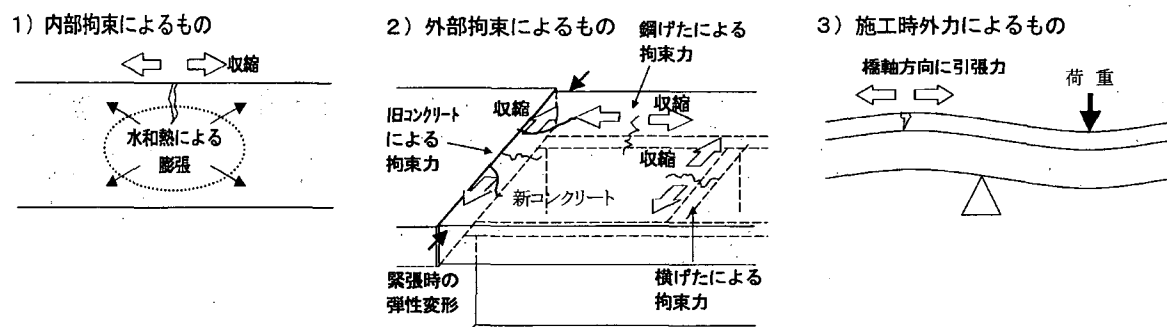 1) 内部拘束によるもの
収縮
水和熱による
膨張
2) 外部拘束によるもの
鋼げたによる
拘束力
収縮
収縮
旧コンクリート
による
拘束力
収縮
新コンクリート
緊張時の
弾性変形
横げたによる
拘束力
3) 施工時外力によるもの
橋軸方向に引張力
荷重